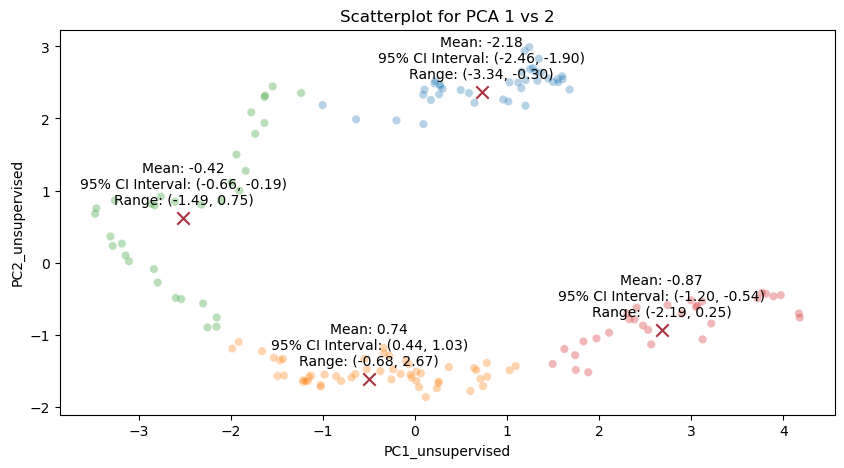 Scatterplot for PCA 1 vs 2
3
2
1
0
−1
−2
PC2_unsupervised
Mean: -2.18
95% CI Interval: (-2.46, -1.90)
Range: (-3.34, -0.30)
Mean: -0.42
95% CI Interval: (-0.66, -0.19)
Range: (-1.49, 0.75)
Mean: -0.87
95% CI Interval: (-1.20, -0.54)
Range: (-2.19, 0.25)
Mean: 0.74
95% CI Interval: (0.44, 1.03)
Range: (-0.68, 2.67)
−3 −2 −1 0 1 2 3 4
PC1_unsupervised